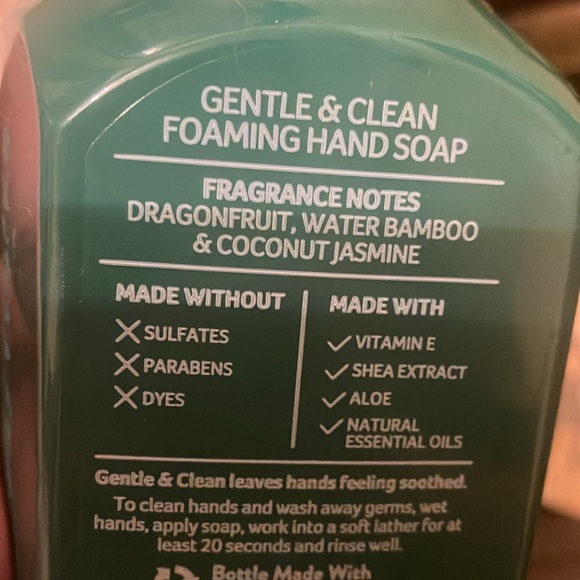 GENTLE & CLEAN
FOAMING HAND SOAP
FRAGRANCE NOTES
DRAGONFRUIT, WATER BAMBOO
& COCONUT JASMINE
MADE WITHOUT
SULFATES
PARABENS
DYES
MADE WITH
VITAMIN E
SHEA EXTRACT
ALOE
NATURAL
ESSENTIAL OILS
Gentle & Clean leaves hands feeling soothed.
To clean hands and wash away germs, wet
hands, apply soap, work into a soft lather for at
least 20 seconds and rinse well.
Bottle Made With